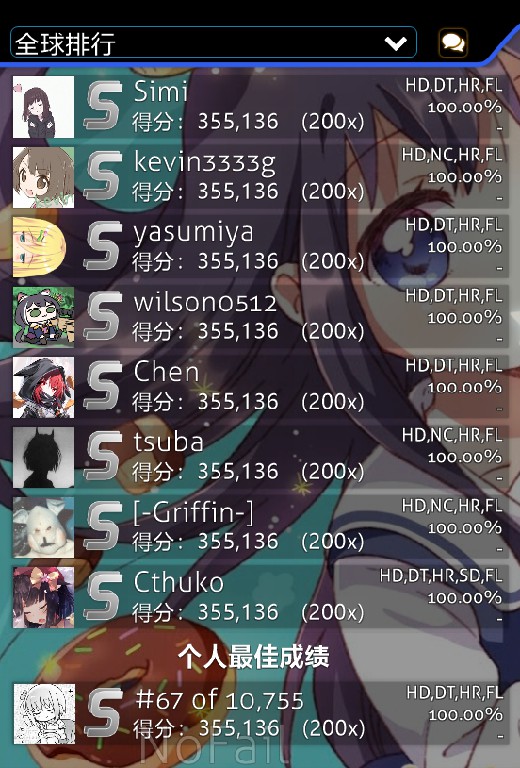 全球排行
Simi
HD,DT,HR,FL
得分：355,136 (200x)
100.00%
-
kevin3333g
HD,NC,HR,FL
得分：355,136 (200x)
100.00%
-
yasumiya
HD,DT,HR,FL
得分：355,136 (200x)
100.00%
-
wilson0512
HD,DT,HR,FL
得分：355,136 (200x)
100.00%
-
Chen
HD,DT,HR,FL
得分：355,136 (200x)
100.00%
-
tsuba
HD,NC,HR,FL
得分：355,136 (200x)
100.00%
-
[-Griffin-]
HD,NC,HR,FL
得分：355,136 (200x)
100.00%
-
Cthuko
HD,DT,HR,SD,FL
得分：355,136 (200x)
100.00%
-
个人最佳成绩
#67 of 10,755
HD,DT,HR,FL
得分：355,136 (200x)
100.00%
-
NoFail